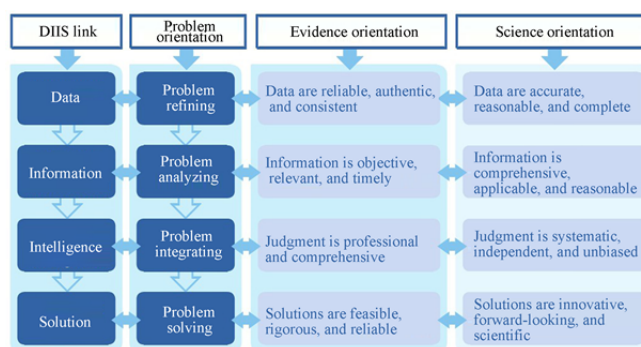 DIIS link
Problem
orientation
Evidence orientation
Science orientation
Data
Problem
refining
Data are reliable, authentic,
and consistent
Data are accurate,
reasonable, and complete
Information
Problem
analyzing
Information is objective,
relevant, and timely
Information is
comprehensive,
applicable, and reasonable
Intelligence
Problem
integrating
Judgment is professional
and comprehensive
Judgment is systematic,
independent, and unbiased
Solution
Problem
solving
Solutions are feasible,
rigorous, and reliable
Solutions are innovative,
forward-looking, and
scientific